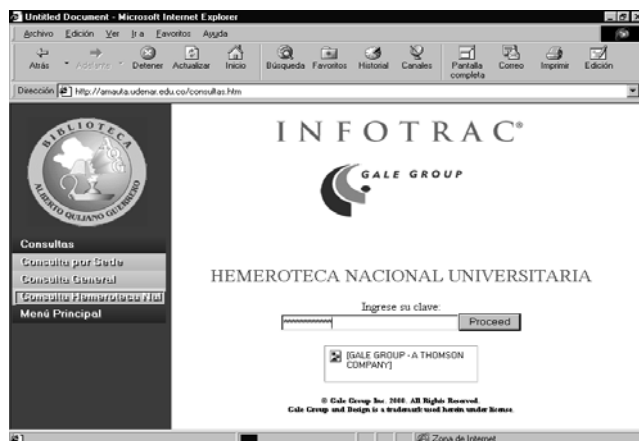 Untitled Document - Microsoft Internet Explorer
Archivo Edición Ver Ir a Favoritos Ayuda
Atrás Adelante Detener Actualizar Inicio Búsqueda Favoritos Historial Canales Pantalla completa Correo Imprimir Edición
Dirección http://amauta.udenar.edu.co/consultas.htm
BIBLIOTECA
ALBERTO QUIJANO GUERRERO
Consultas
Consulta por Sede
Consulta General
Consulta Hemeroteca Nal
Menú Principal
INFOTRAC®
GALE GROUP
HEMEROTECA NACIONAL UNIVERSITARIA
Ingrese su clave:
Proceed
[GALE GROUP - A THOMSON
COMPANY]
© Gale Group Inc. 2000. All Rights Reserved.
Gale Group and Design is a trademark used herein under license.
Zona de Internet